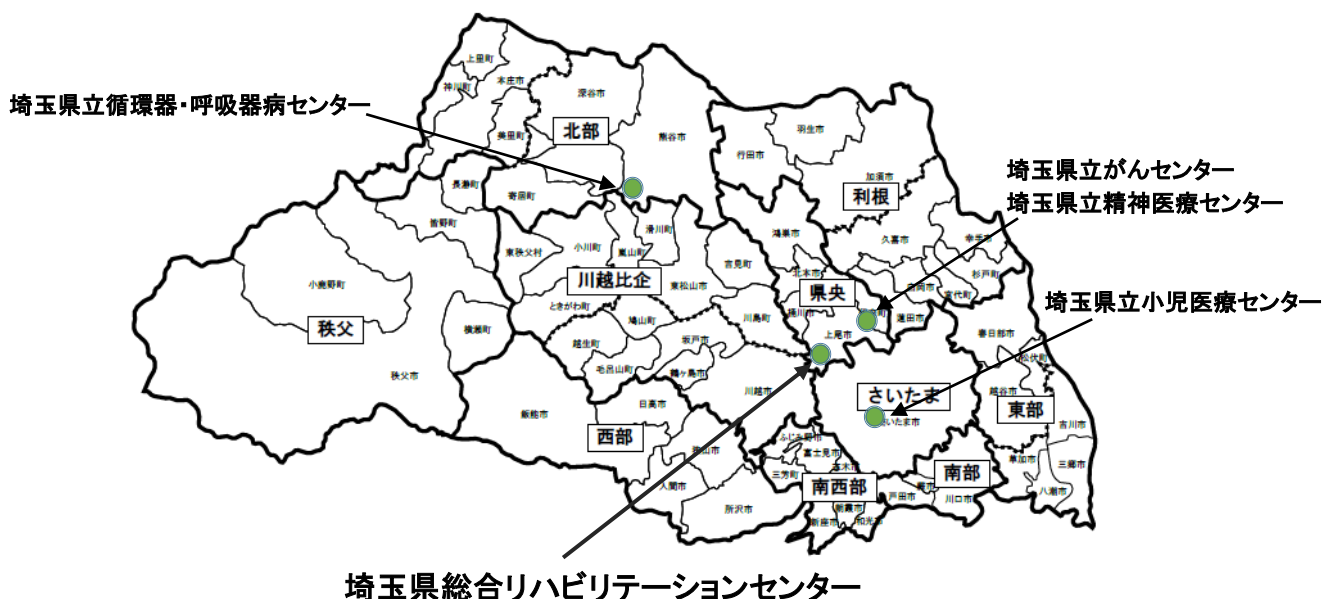 上里町
本庄市
神川町
深谷市
埼玉県立循環器・呼吸器病センター
美里町
北部
熊谷市
羽生市
行田市
加須市
埼玉県立がんセンター
埼玉県立精神医療センター
長瀞町
寄居町
利根
皆野町
滑川町
鴻巣市
久喜市
幸手市
東秩父村
小川町
嵐山町
吉見町
杉戸町
北本市
小鹿野町
川越比企
東松山市
県央
白岡市
宮代町
埼玉県立小児医療センター
ときがわ町
桶川市
秩父
横瀬町
鳩山町
川島町
蓮田市
上尾市
春日部市
越生町
坂戸市
松伏町
毛呂山町
鶴ヶ島市
秩父市
川越市
越谷市
さいたま
飯能市
日高市
東部
さいたま市
吉川市
西部
ふじみ野市
狭山市
富士見市
草加市
三郷市
三芳町
南部
入間市
南西部
八潮市
戸田市
川口市
所沢市
朝霞市
新座市
和光市
埼玉県総合リハビリテーションセンター